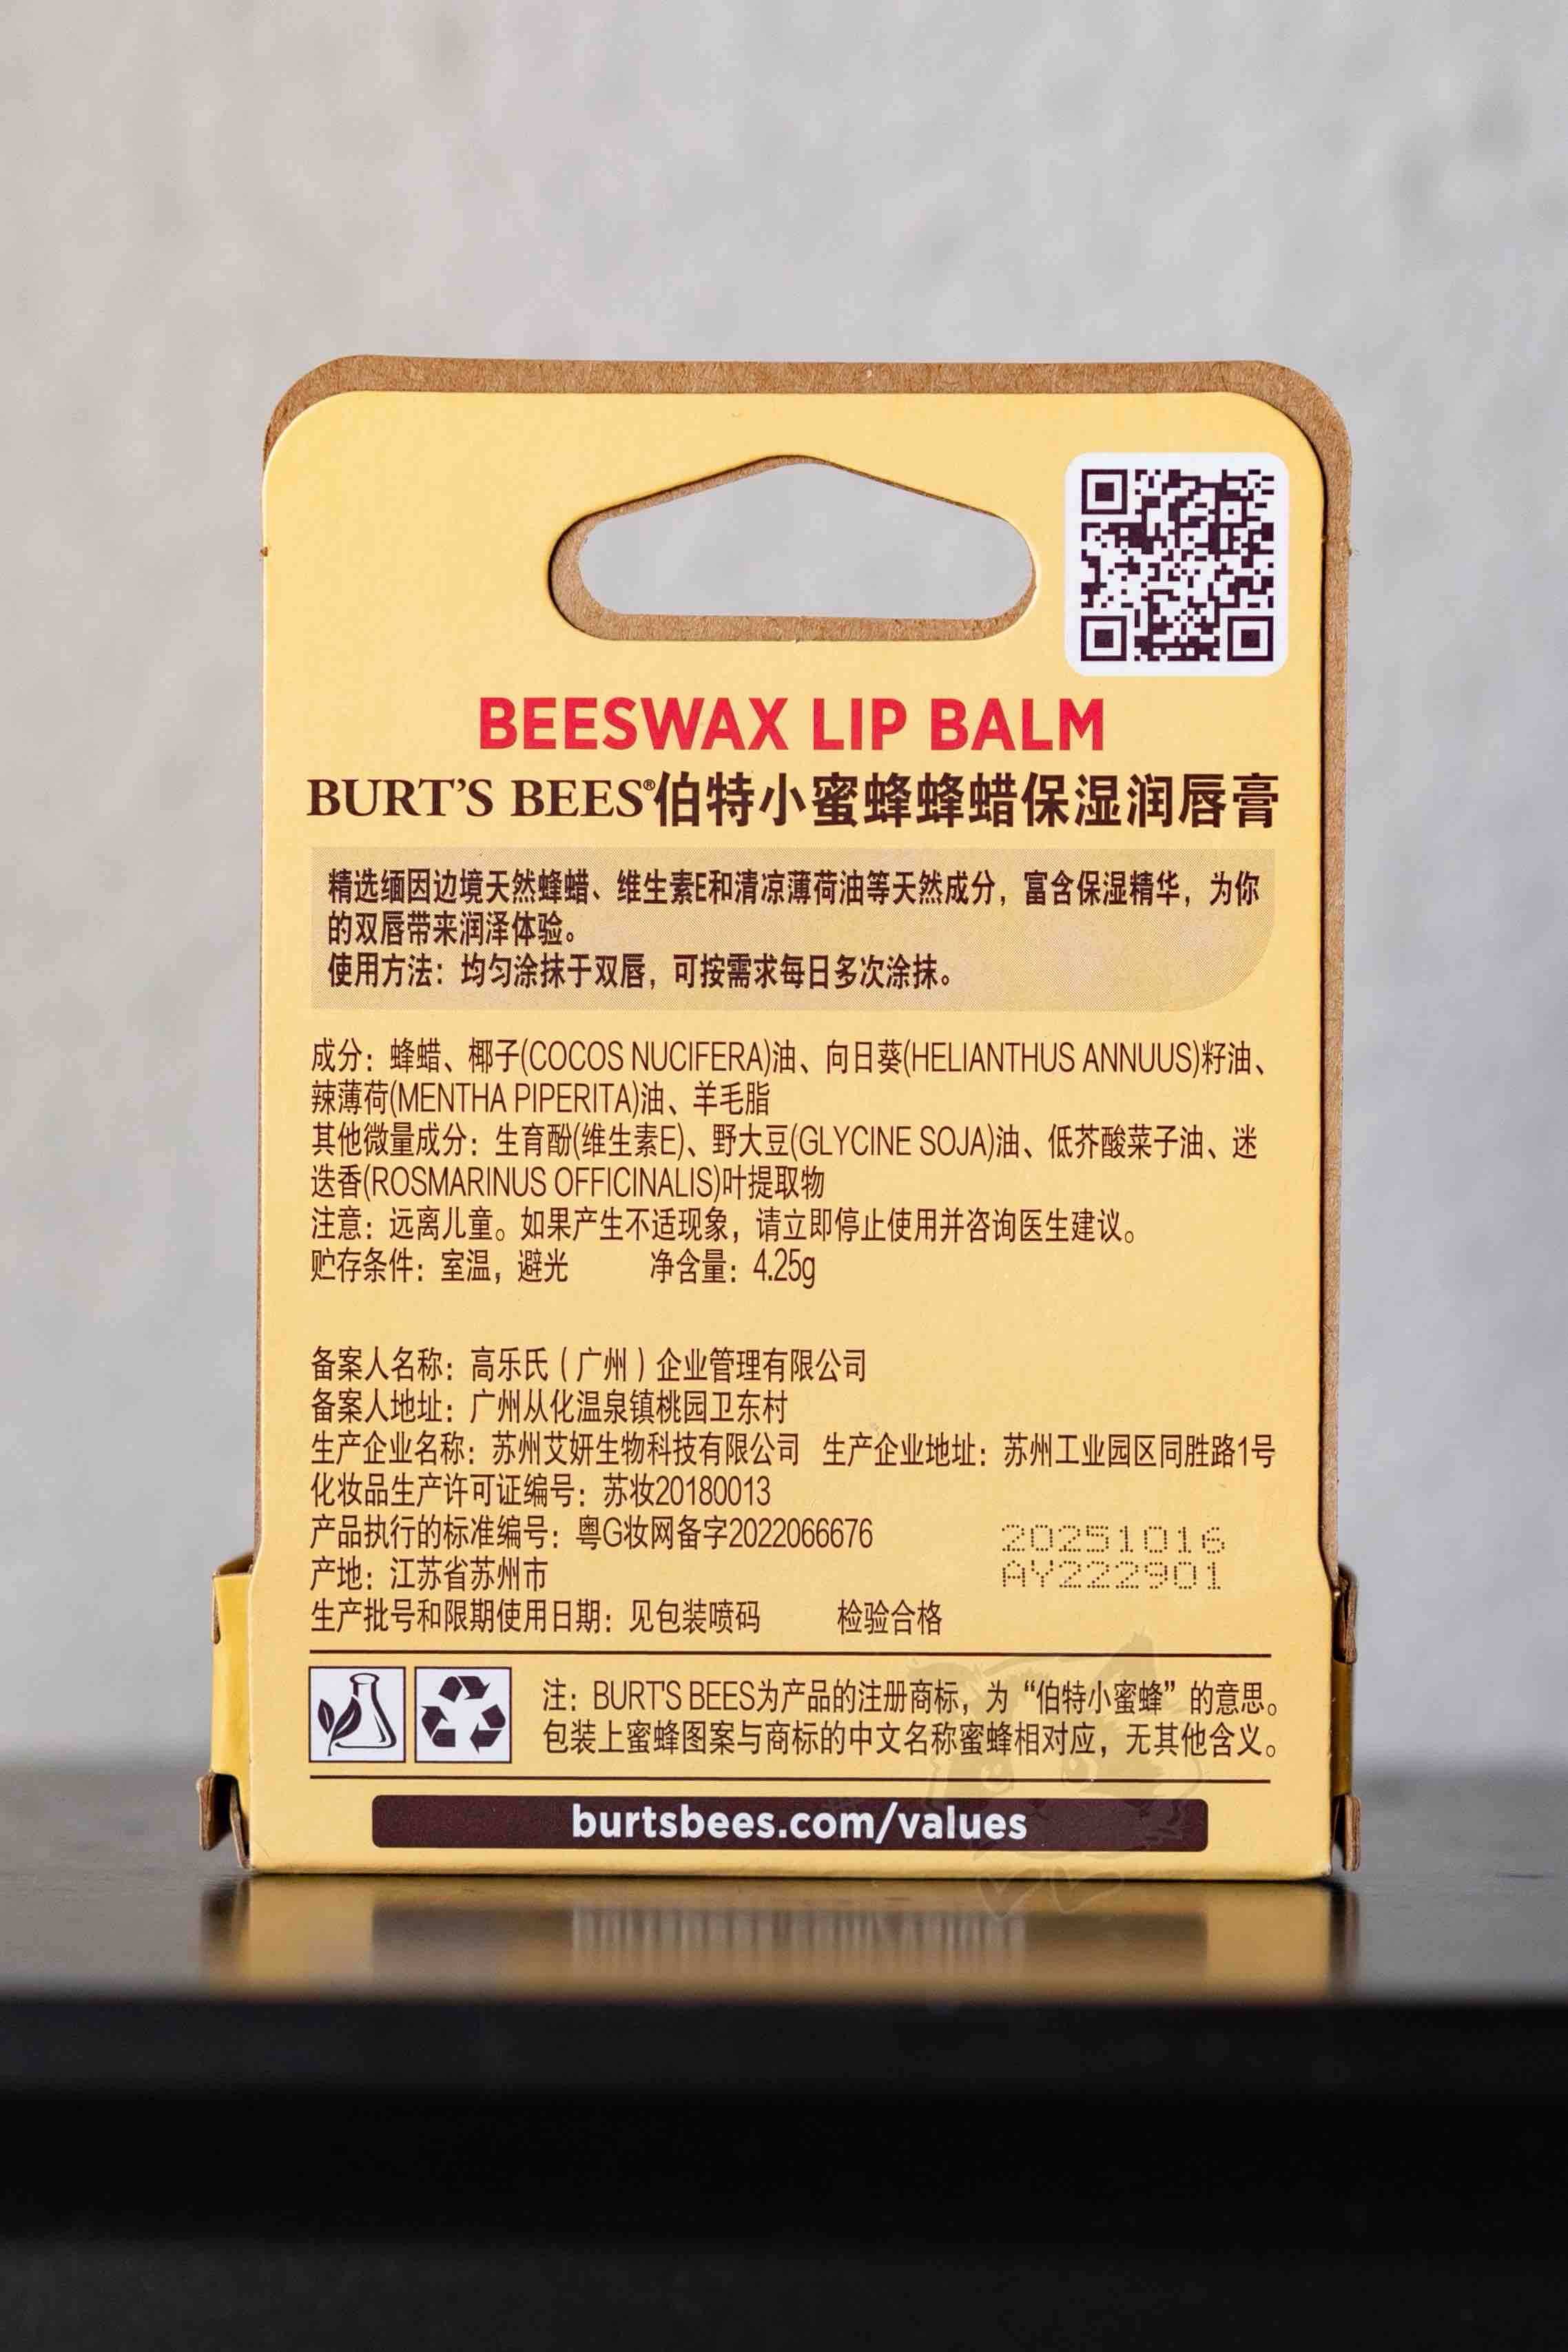 BEESWAX LIP BALM
BURT'S BEES®伯特小蜜蜂蜂蜡保湿润唇膏
精选缅因边境天然蜂蜡、维生素E和清凉薄荷油等天然成分，富含保湿精华，为你
的双唇带来润泽体验。
使用方法：均匀涂抹于双唇，可按需求每日多次涂抹。
成分：蜂蜡、椰子(COCOS NUCIFERA)油、向日葵(HELIANTHUS ANNUUS)籽油、
辣薄荷(MENTHA PIPERITA)油、羊毛脂
其他微量成分：生育酚(维生素E)、野大豆(GLYCINE SOJA)油、低芥酸菜子油、迷
迭香(ROSMARINUS OFFICINALIS)叶提取物
注意：远离儿童。如果产生不适现象，请立即停止使用并咨询医生建议。
贮存条件：室温，避光 净含量：4.25g
备案人名称：高乐氏（广州）企业管理有限公司
备案人地址：广州从化温泉镇桃园卫东村
生产企业名称：苏州艾妍生物科技有限公司 生产企业地址：苏州工业园区同胜路1号
化妆品生产许可证编号：苏妆20180013
产品执行的标准编号：粤G妆网备字2022066676
20251016
AY222901
产地：江苏省苏州市
生产批号和限期使用日期：见包装喷码 检验合格
注：BURT'S BEES为产品的注册商标，为“伯特小蜜蜂”的意思。
包装上蜜蜂图案与商标的中文名称蜜蜂相对应，无其他含义。
burtsbees.com/values